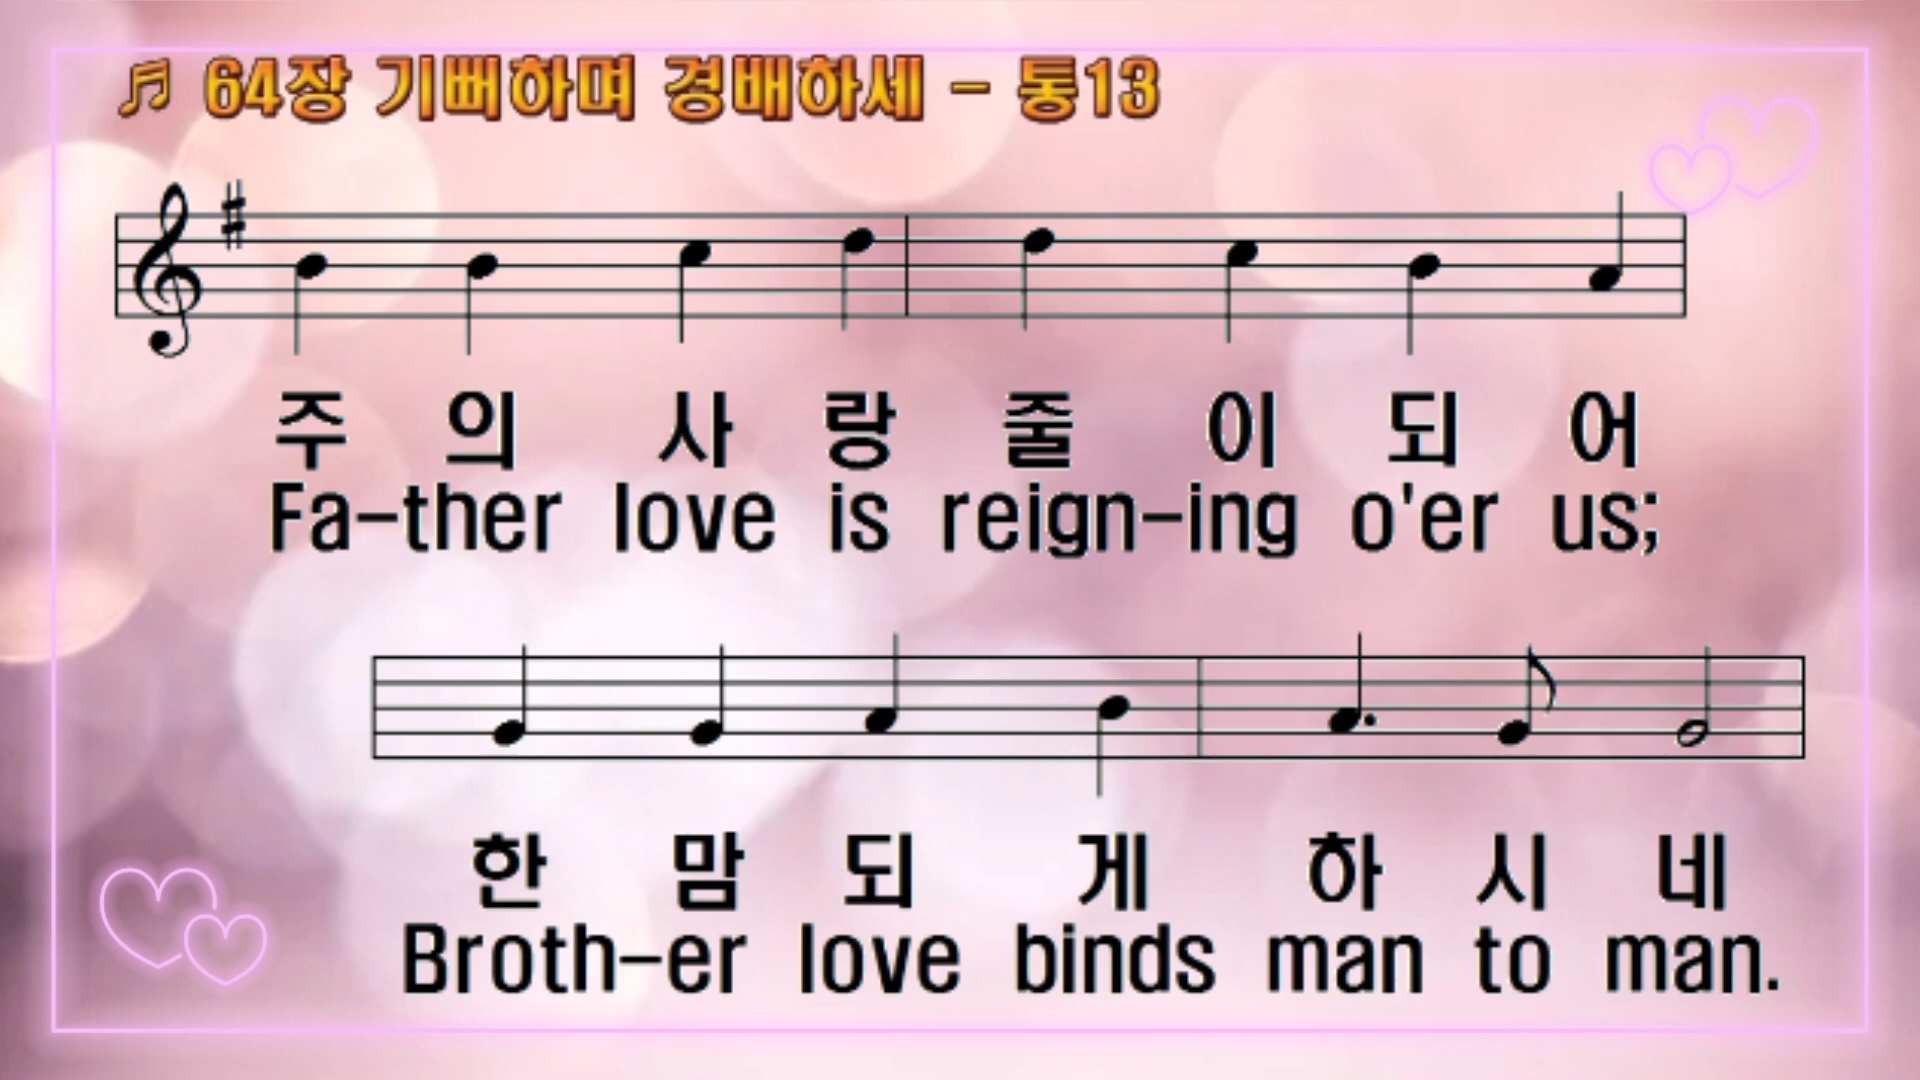 ♬ 64장 기뻐하며 경배하세 - 통13
주 의 사 랑 줄 이 되 어
Fa-ther love is reign-ing o'er us;
한 맘 되 게 하 시 네
Broth-er love binds man to man.